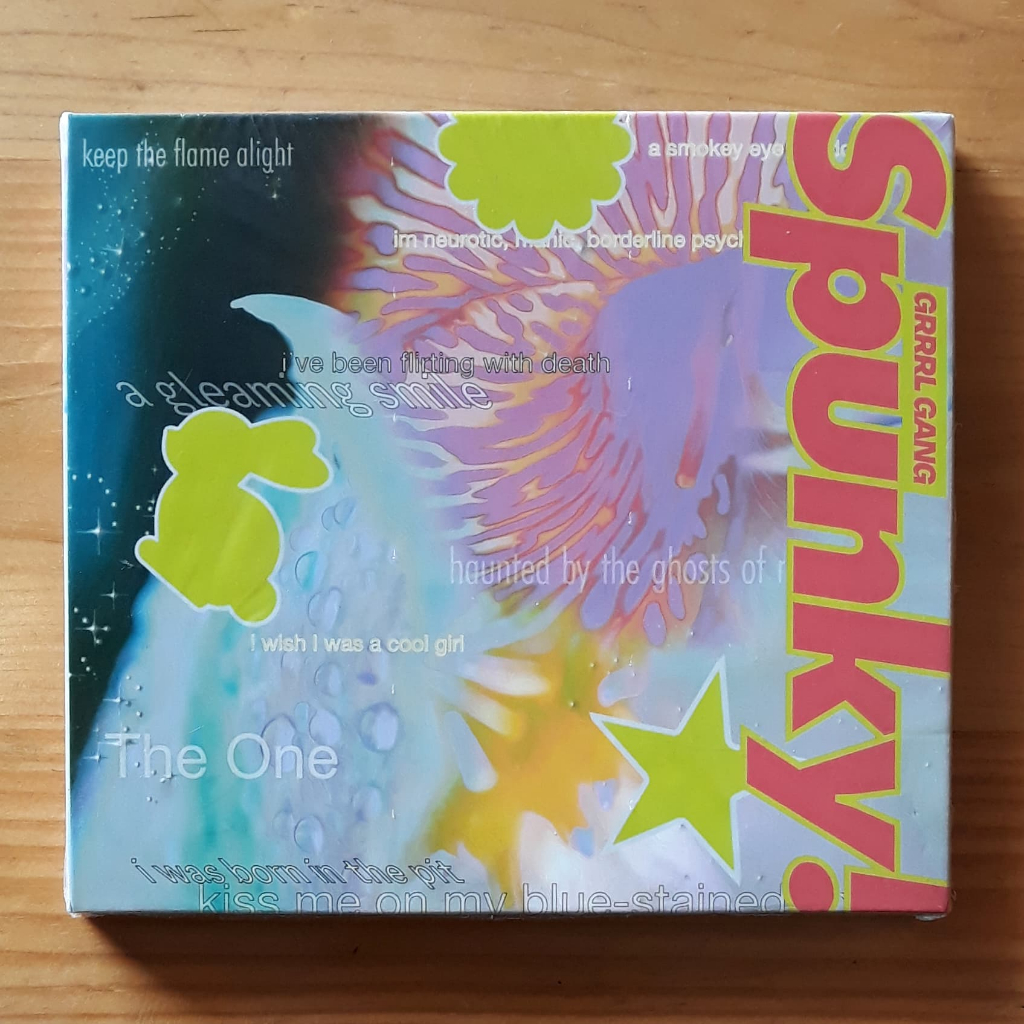 keep the flame alight
a smokey eye
im neurotic, manic, borderline
i've been flirting with death
a gleaming smile
haunted by the ghosts of
i wish i was a cool girl
The One
i was born in the pit
kiss me on my blue-stained
Spunky!
GRRRL GANG